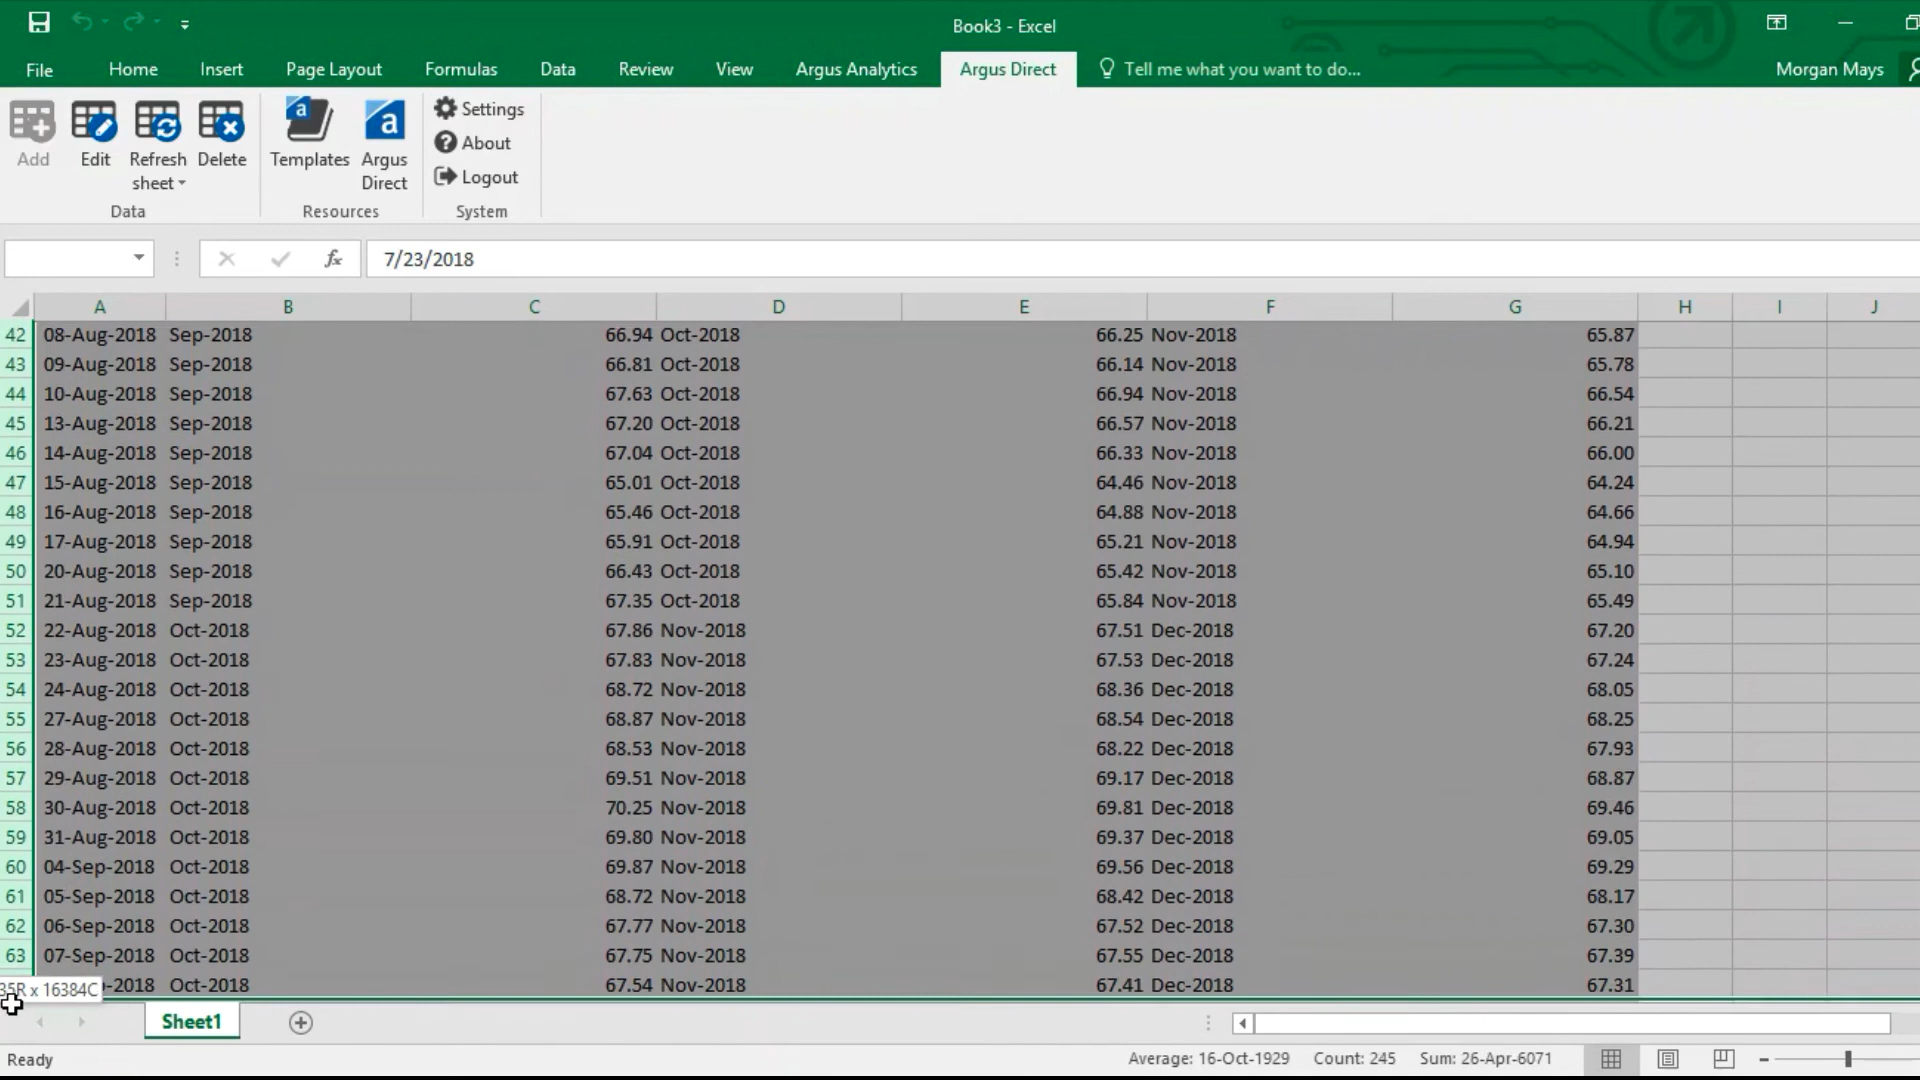 Book3 - Excel
File Home Insert Page Layout Formulas Data Review View Argus Analytics Argus Direct Tell me what you want to do... Morgan Mays
Add Edit Refresh sheet Delete Templates Argus Direct
Settings
About
Logout
Data Resources System
fx 7/23/2018
A B C D E F G H I J
42 08-Aug-2018 Sep-2018 66.94 Oct-2018 66.25 Nov-2018 65.87
43 09-Aug-2018 Sep-2018 66.81 Oct-2018 66.14 Nov-2018 65.78
44 10-Aug-2018 Sep-2018 67.63 Oct-2018 66.94 Nov-2018 66.54
45 13-Aug-2018 Sep-2018 67.20 Oct-2018 66.57 Nov-2018 66.21
46 14-Aug-2018 Sep-2018 67.04 Oct-2018 66.33 Nov-2018 66.00
47 15-Aug-2018 Sep-2018 65.01 Oct-2018 64.46 Nov-2018 64.24
48 16-Aug-2018 Sep-2018 65.46 Oct-2018 64.88 Nov-2018 64.66
49 17-Aug-2018 Sep-2018 65.91 Oct-2018 65.21 Nov-2018 64.94
50 20-Aug-2018 Sep-2018 66.43 Oct-2018 65.42 Nov-2018 65.10
51 21-Aug-2018 Sep-2018 67.35 Oct-2018 65.84 Nov-2018 65.49
52 22-Aug-2018 Oct-2018 67.86 Nov-2018 67.51 Dec-2018 67.20
53 23-Aug-2018 Oct-2018 67.83 Nov-2018 67.53 Dec-2018 67.24
54 24-Aug-2018 Oct-2018 68.72 Nov-2018 68.36 Dec-2018 68.05
55 27-Aug-2018 Oct-2018 68.87 Nov-2018 68.54 Dec-2018 68.25
56 28-Aug-2018 Oct-2018 68.53 Nov-2018 68.22 Dec-2018 67.93
57 29-Aug-2018 Oct-2018 69.51 Nov-2018 69.17 Dec-2018 68.87
58 30-Aug-2018 Oct-2018 70.25 Nov-2018 69.81 Dec-2018 69.46
59 31-Aug-2018 Oct-2018 69.80 Nov-2018 69.37 Dec-2018 69.05
60 04-Sep-2018 Oct-2018 69.87 Nov-2018 69.56 Dec-2018 69.29
61 05-Sep-2018 Oct-2018 68.72 Nov-2018 68.42 Dec-2018 68.17
62 06-Sep-2018 Oct-2018 67.77 Nov-2018 67.52 Dec-2018 67.30
63 07-Sep-2018 Oct-2018 67.75 Nov-2018 67.55 Dec-2018 67.39
35R x 16384C -2018 Oct-2018 67.54 Nov-2018 67.41 Dec-2018 67.31
Sheet1
Ready Average: 16-Oct-1929 Count: 245 Sum: 26-Apr-6071